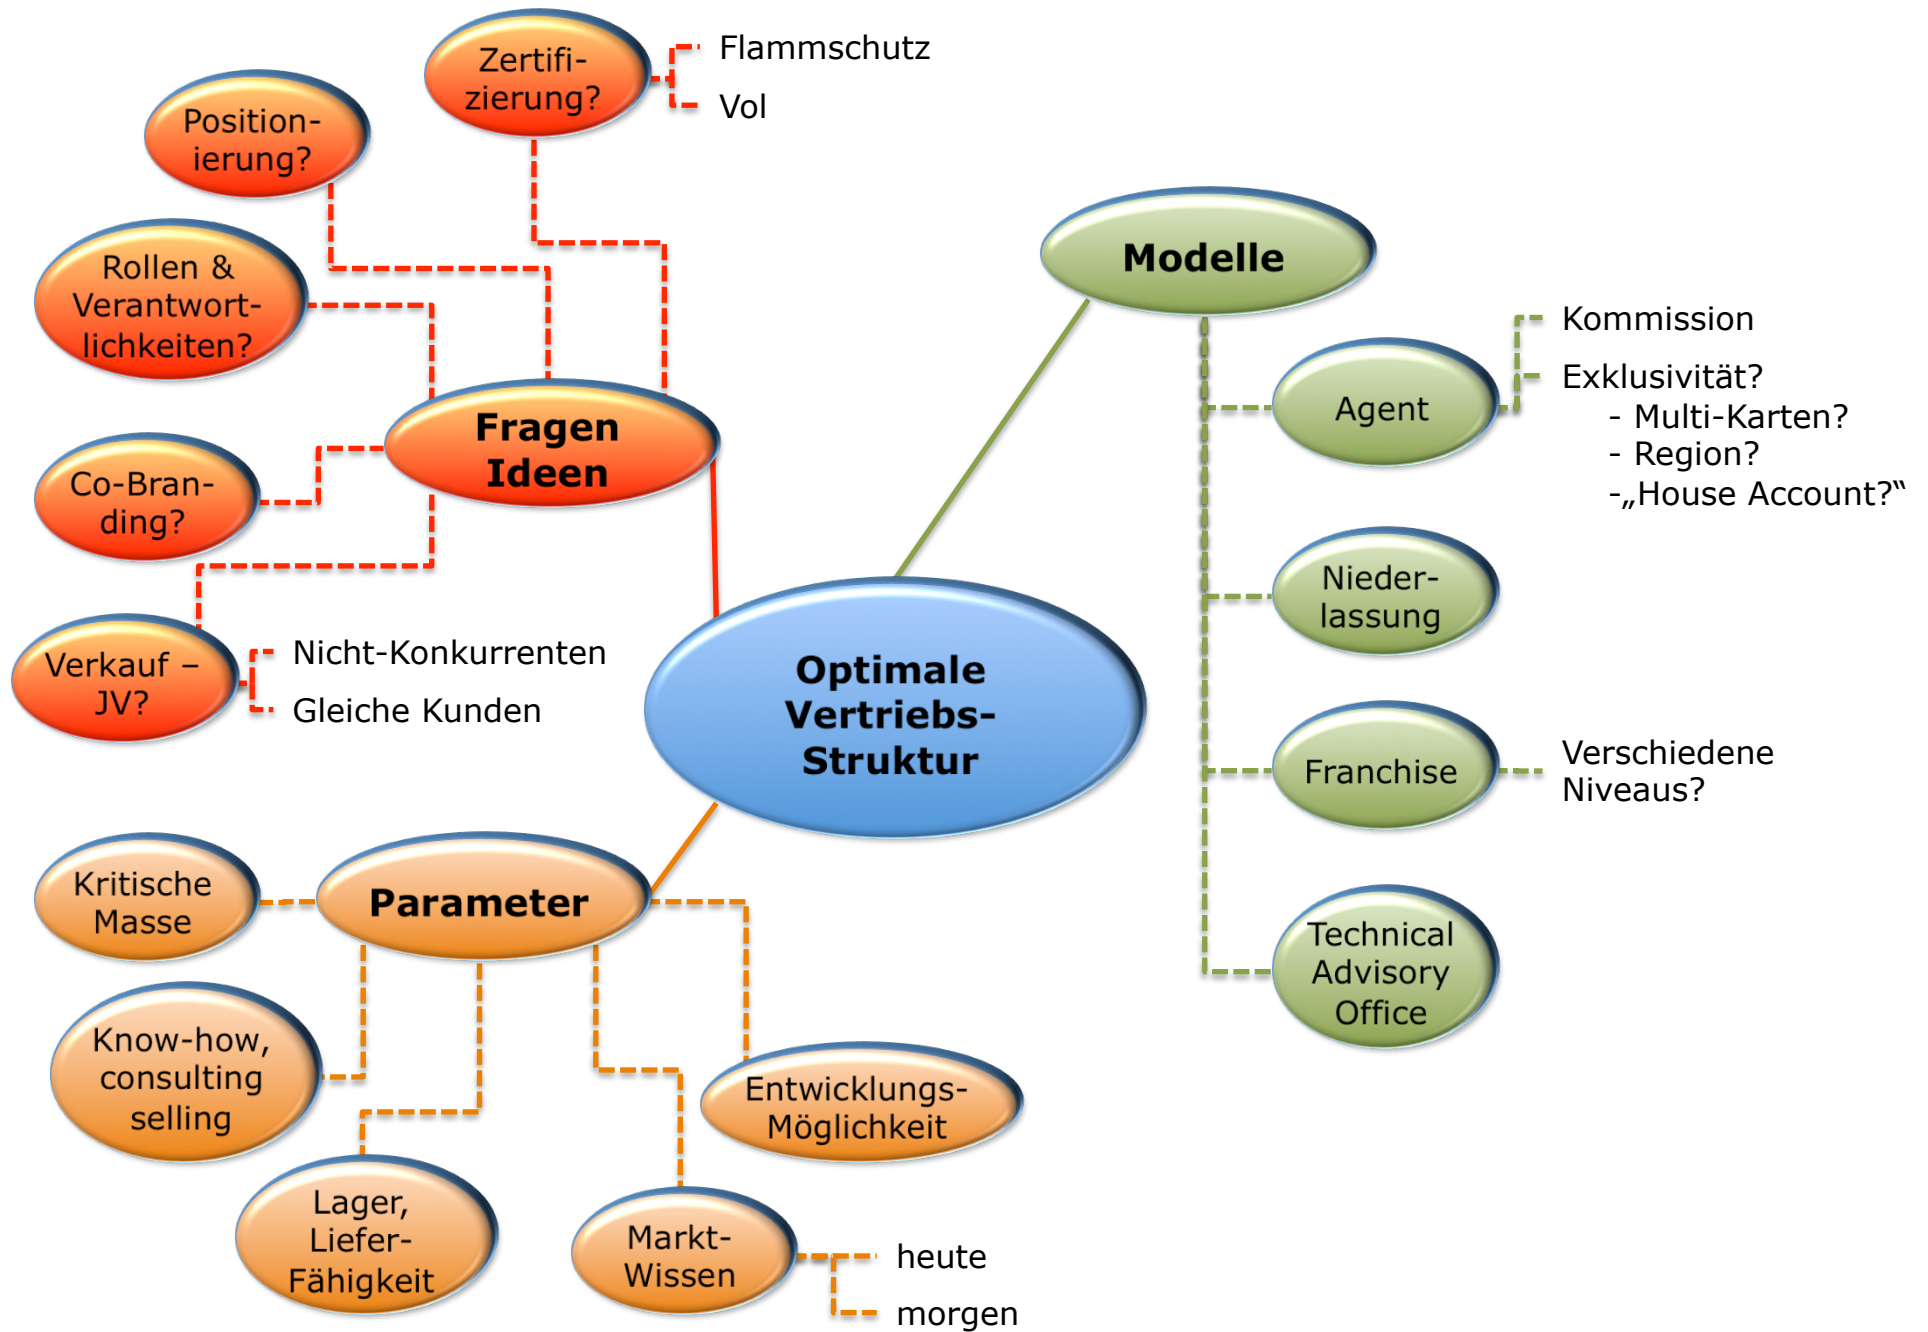 Zertifi-
zierung?
Flammschutz
Vol
Position-
ierung?
Rollen &
Verantwort-
lichkeiten?
Fragen
Ideen
Co-Bran-
ding?
Verkauf –
JV?
Nicht-Konkurrenten
Gleiche Kunden
Modelle
Agent
Kommission
Exklusivität?
- Multi-Karten?
- Region?
-„House Account?“
Nieder-
lassung
Franchise
Verschiedene
Niveaus?
Technical
Advisory
Office
Optimale
Vertriebs-
Struktur
Parameter
Kritische
Masse
Know-how,
consulting
selling
Lager,
Liefer-
Fähigkeit
Markt-
Wissen
heute
morgen
Entwicklungs-
Möglichkeit